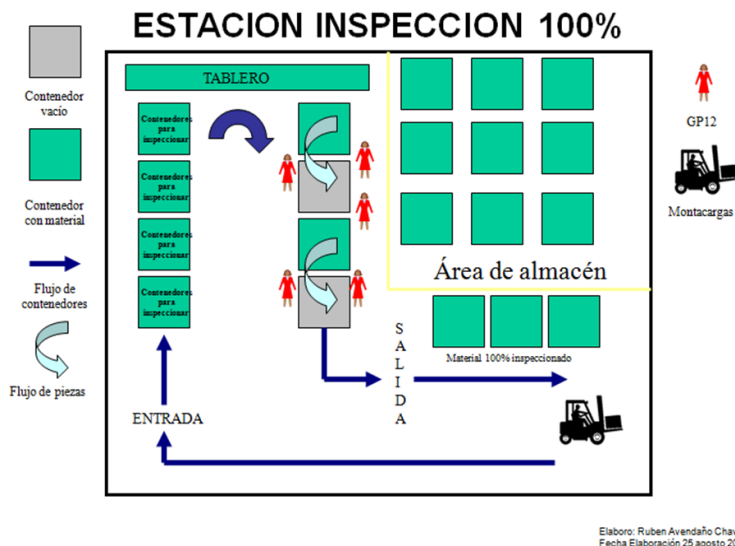 ESTACION INSPECCION 100%
Contenedor
vacío
Contenedor
con material
Flujo de
contenedores
Flujo de piezas
TABLERO
Contenedores
para
inspeccionar
Contenedores
para
inspeccionar
Contenedores
para
inspeccionar
Contenedores
para
inspeccionar
ENTRADA
S
A
L
I
D
A
Área de almacén
Material 100% inspeccionado
GP12
Montacargas
Elaboro: Ruben Avendaño Chav
Fecha Elaboración 25 agosto 20